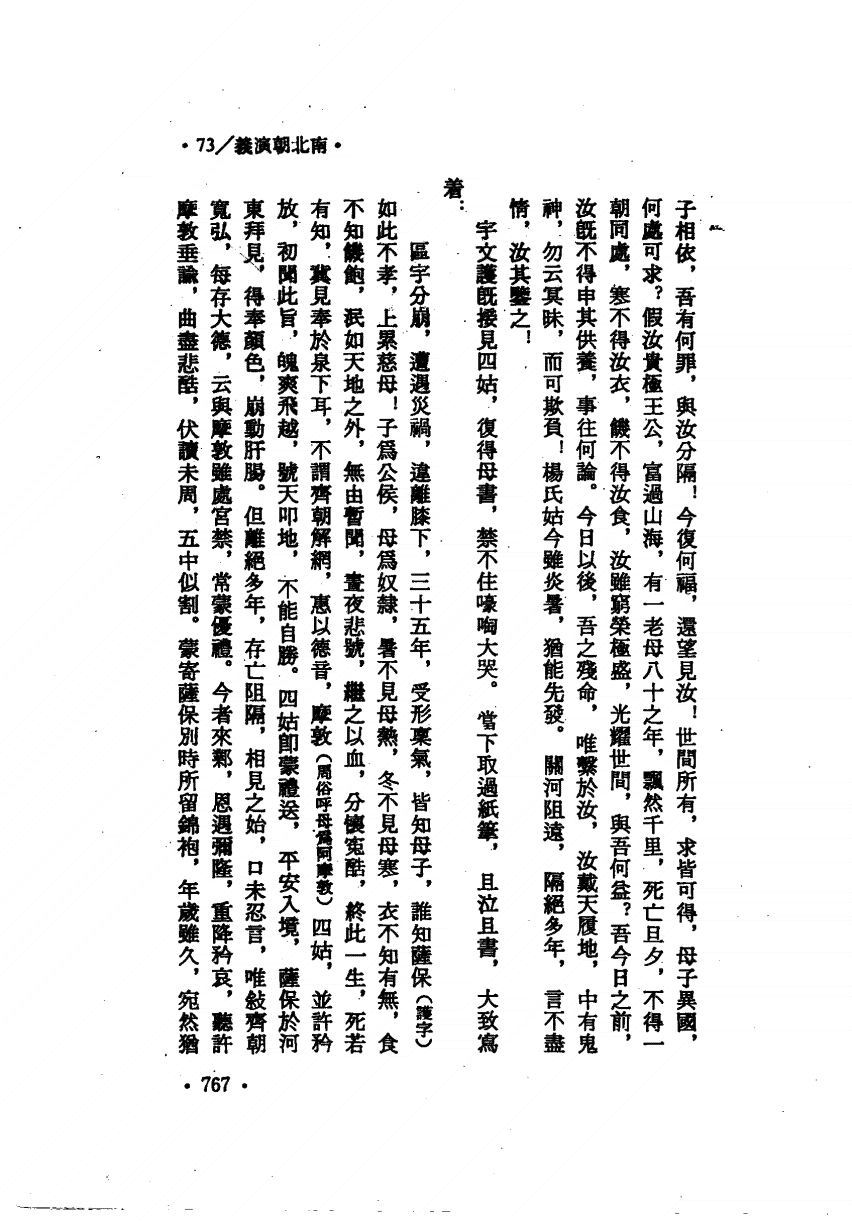 •73/義演朝北南•
子相依，吾有何罪，與汝分隔！今復何福，還望見汝！世間所有，求皆可得，母子異國，
何處可求？假汝貴極王公，富過山海，有一老母八十之年，飄然千里，死亡旦夕，不得一
朝同處，寒不得汝衣，饑不得汝食，汝雖窮榮極盛，光耀世間，與吾何益？吾今日之前，
汝旣不得申其供養，事往何論。今日以後，吾之殘命，唯繫於汝，汝戴天履地，中有鬼
神，勿云冥昧，而可欺負！楊氏姑今雖炎暑，猶能先發。關河阻遠，隔絕多年，言不盡
情，汝其鑒之！
宇文護旣接見四姑，復得母書，禁不住嚎啕大哭。當下取過紙筆，且泣且書，大致寫
着：
區宇分崩，遭遇災禍，違離膝下，三十五年，受形稟氣，皆知母子，誰知薩保（護字）
如此不孝，上累慈母！子爲公侯，母爲奴隸，暑不見母熱，冬不見母寒，衣不知有無，食
不知饑飽，泯如天地之外，無由暫聞，晝夜悲號，繼之以血，分懷寃酷，終此一生，死若
有知，冀見奉於泉下耳，不謂齊朝解網，惠以德音，摩敦（周俗呼母爲阿摩敦）四姑，並許矜
放，初聞此旨，魄爽飛越，號天叩地，不能自勝。四姑卽蒙禮送，平安入境，薩保於河
東拜見，得奉顏色，崩動肝腸。但離絕多年，存亡阻隔，相見之始，口未忍言，唯敍齊朝
寬弘，每存大德，云與摩敦雖處宮禁，常蒙優禮。今者來鄴，恩遇彌隆，重降矜哀，聽許
摩敦垂諭，曲盡悲酷，伏讀未周，五中似割。蒙寄薩保別時所留錦袍，年歲雖久，宛然猶
•767•